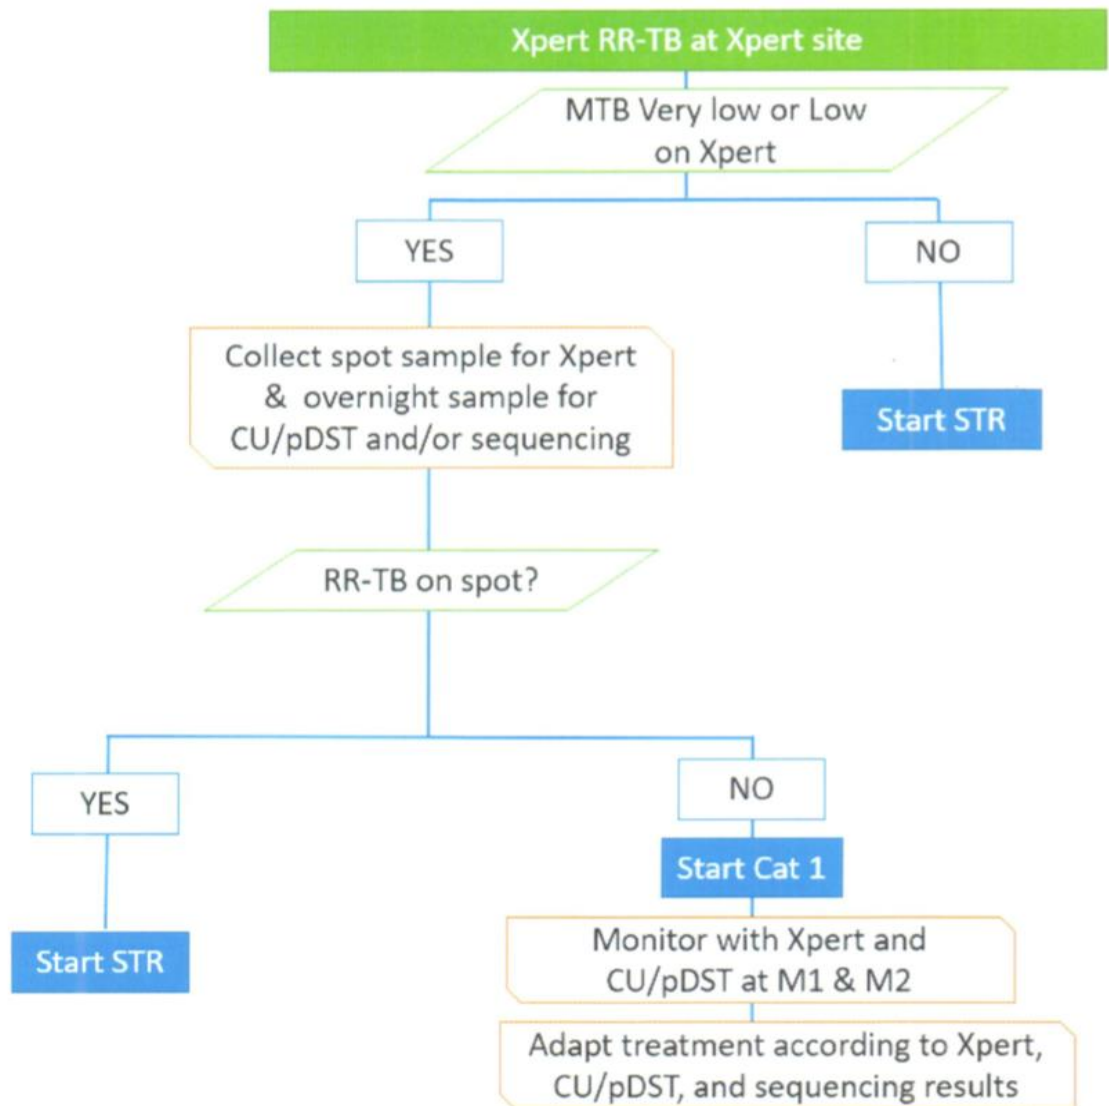 Xpert RR-TB at Xpert site
MTB Very low or Low
on Xpert
YES
NO
Collect spot sample for Xpert
& overnight sample for
CU/pDST and/or sequencing
Start STR
RR-TB on spot?
YES
NO
Start Cat 1
Start STR
Monitor with Xpert and
CU/pDST at M1 & M2
Adapt treatment according to Xpert,
CU/pDST, and sequencing results